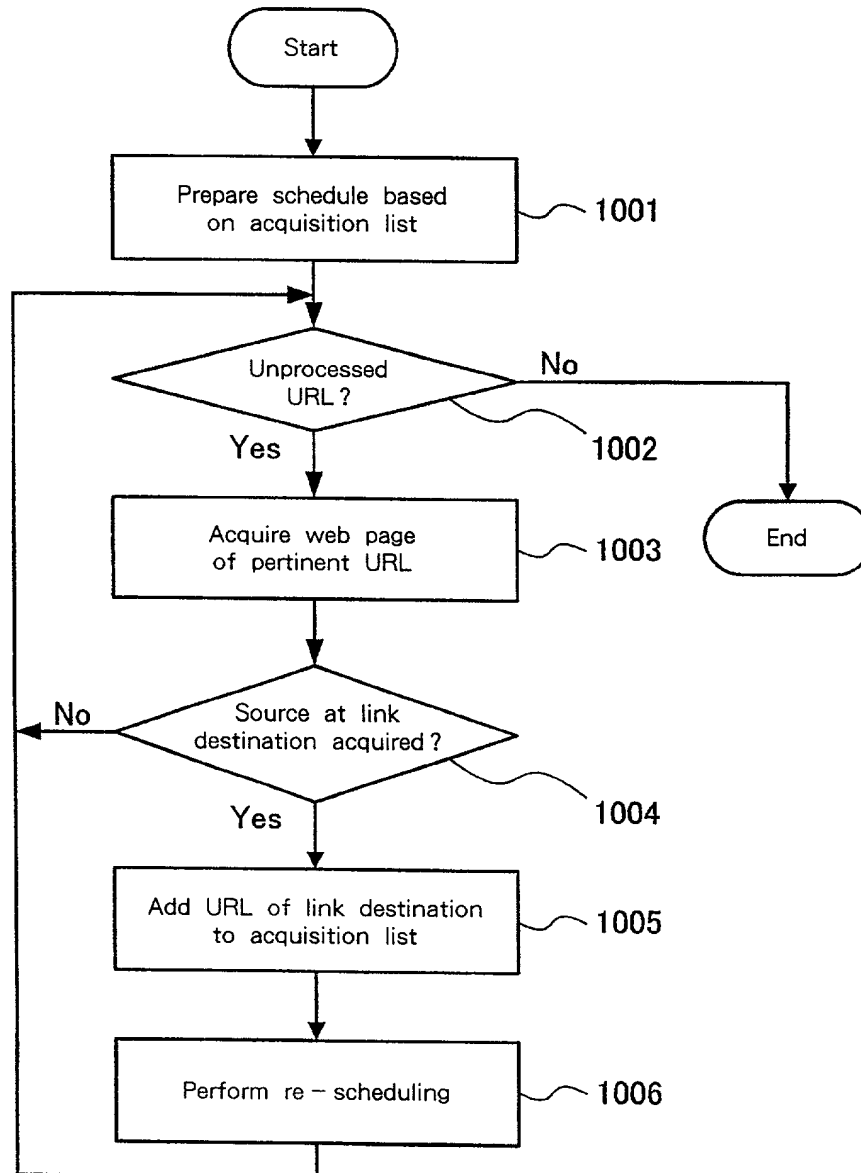 Start
Prepare schedule based
on acquisition list
1001
Unprocessed
URL?
No
1002
Yes
Acquire web page
of pertinent URL
1003
End
Source at link
destination acquired?
No
1004
Yes
Add URL of link destination
to acquisition list
1005
Perform re-scheduling
1006